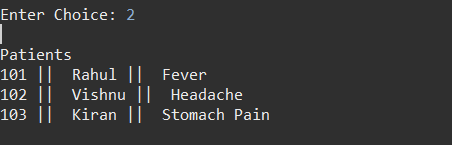 Enter Choice: 2
Patients
101 ||  Rahul ||  Fever
102 ||  Vishnu ||  Headache
103 ||  Kiran ||  Stomach Pain